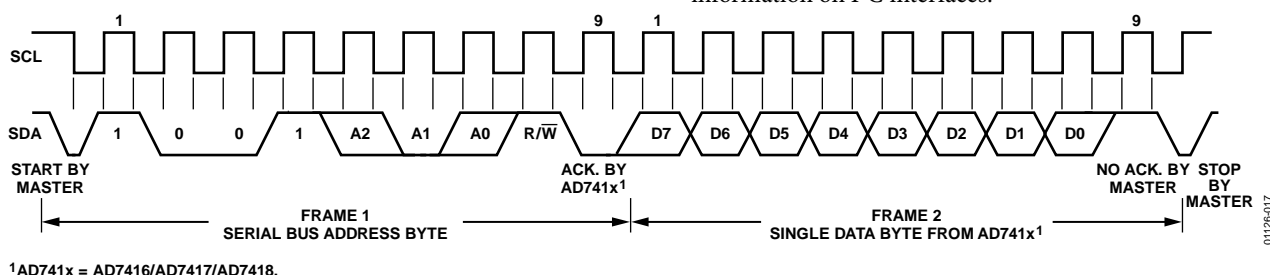 information on I²C interfaces.
1 9 1 9
SCL
SDA 1 0 0 1 A2 A1 A0 R/W̅ D7 D6 D5 D4 D3 D2 D1 D0
START BY
MASTER
ACK. BY
AD741x¹
NO ACK. BY
MASTER
STOP
BY
MASTER
FRAME 1
SERIAL BUS ADDRESS BYTE
FRAME 2
SINGLE DATA BYTE FROM AD741x¹
01126-017
¹AD741x = AD7416/AD7417/AD7418.